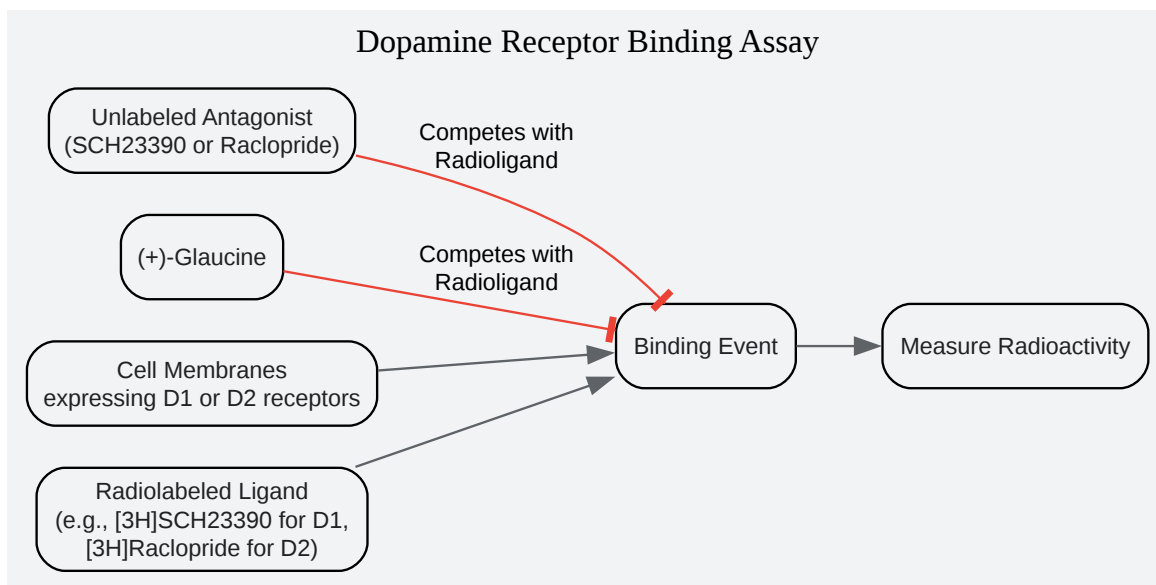 Dopamine Receptor Binding Assay
Unlabeled Antagonist
(SCH23390 or Raclopride)
Competes with
Radioligand
(+)-Glaucine
Competes with
Radioligand
Binding Event
Measure Radioactivity
Cell Membranes
expressing D1 or D2 receptors
Radiolabeled Ligand
(e.g., [3H]SCH23390 for D1,
[3H]Raclopride for D2)